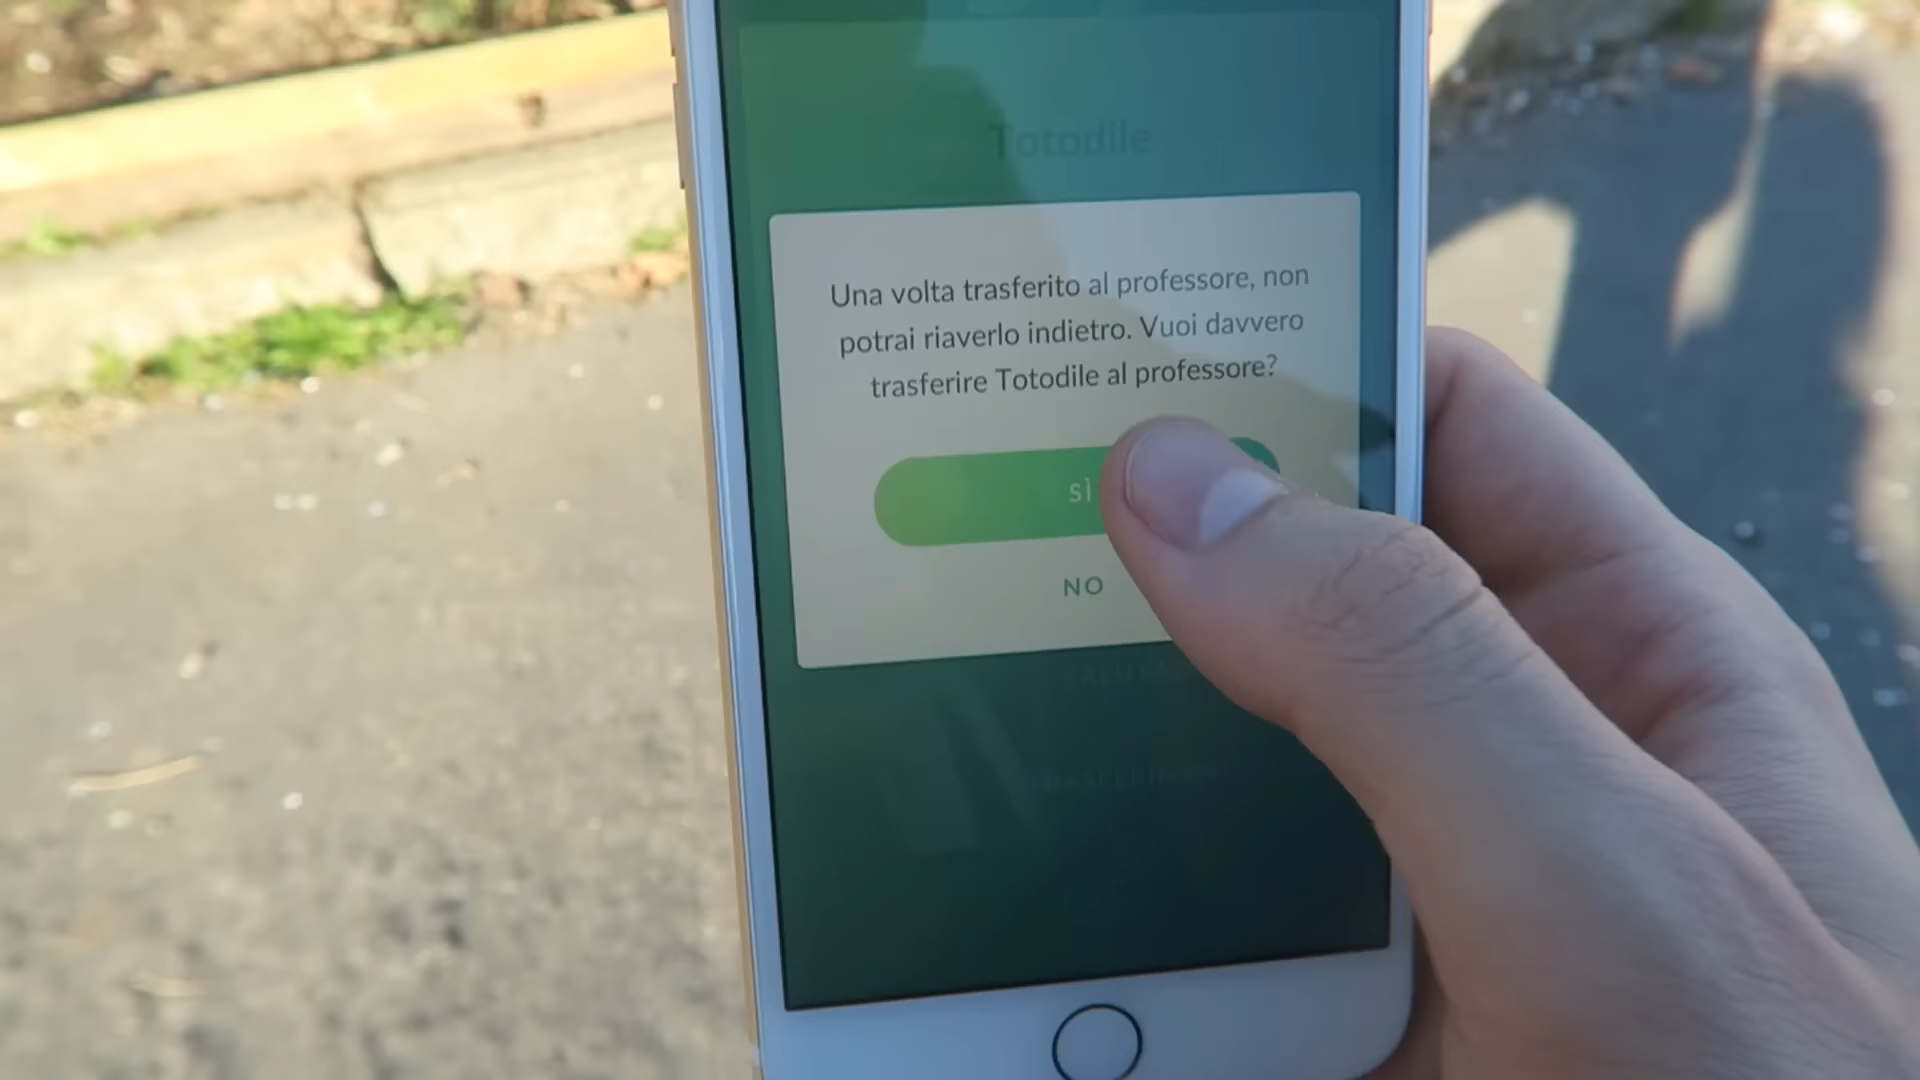 Totodile
Una volta trasferito al professore, non
potrai riaverlo indietro. Vuoi davvero
trasferire Totodile al professore?
SÌ
NO